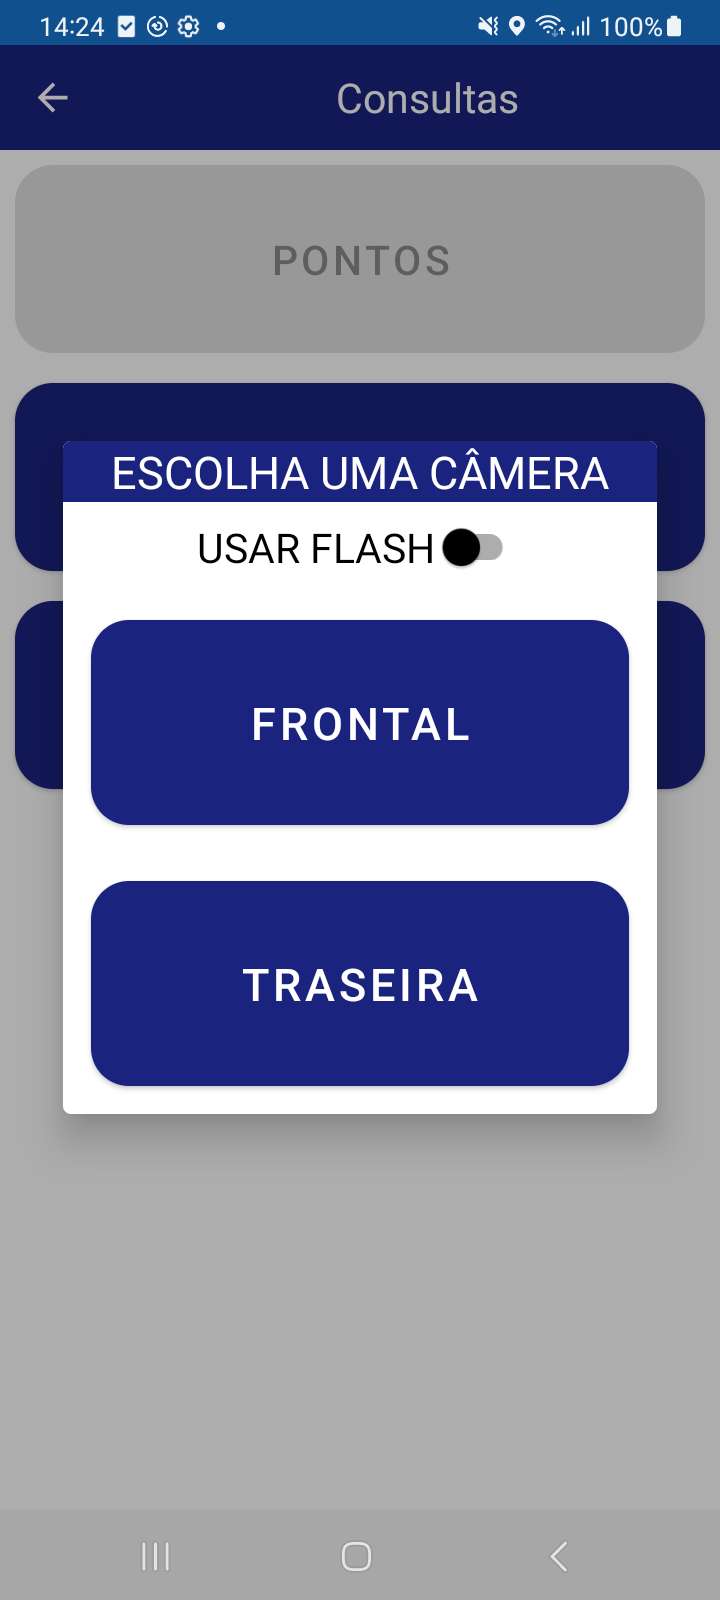 14:24 100%
Consultas
PONTOS
ESCOLHA UMA CÂMERA
USAR FLASH
FRONTAL
TRASEIRA